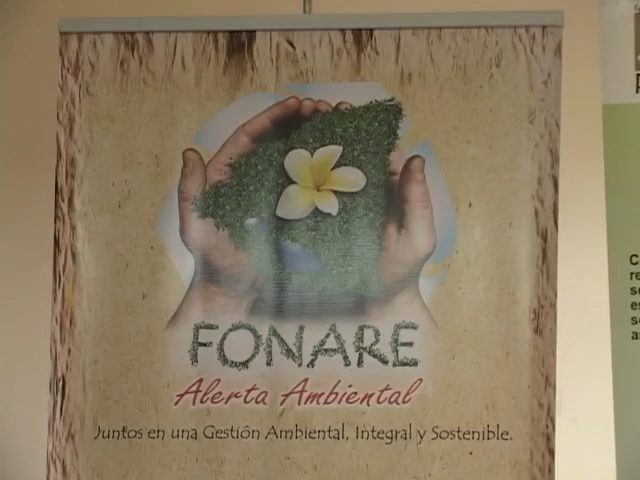 FONARE
Alerta Ambiental
Juntos en una Gestión Ambiental, Integral y Sostenible.